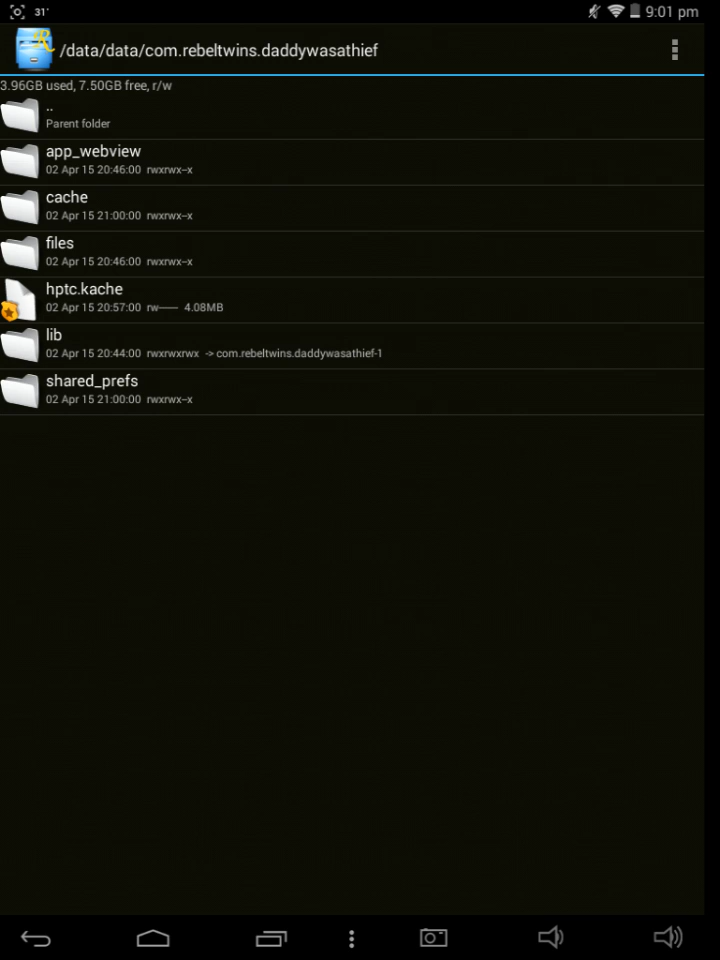 31°
9:01 pm
R
/data/data/com.rebeltwins.daddywasathief
3.96GB used, 7.50GB free, r/w
..
Parent folder
app_webview
02 Apr 15 20:46:00 rwxrwx--x
cache
02 Apr 15 21:00:00 rwxrwx--x
files
02 Apr 15 20:46:00 rwxrwx--x
hptc.kache
02 Apr 15 20:57:00 rw------- 4.08MB
lib
02 Apr 15 20:44:00 rwxrwxrwx -> com.rebeltwins.daddywasathief-1
shared_prefs
02 Apr 15 21:00:00 rwxrwx--x